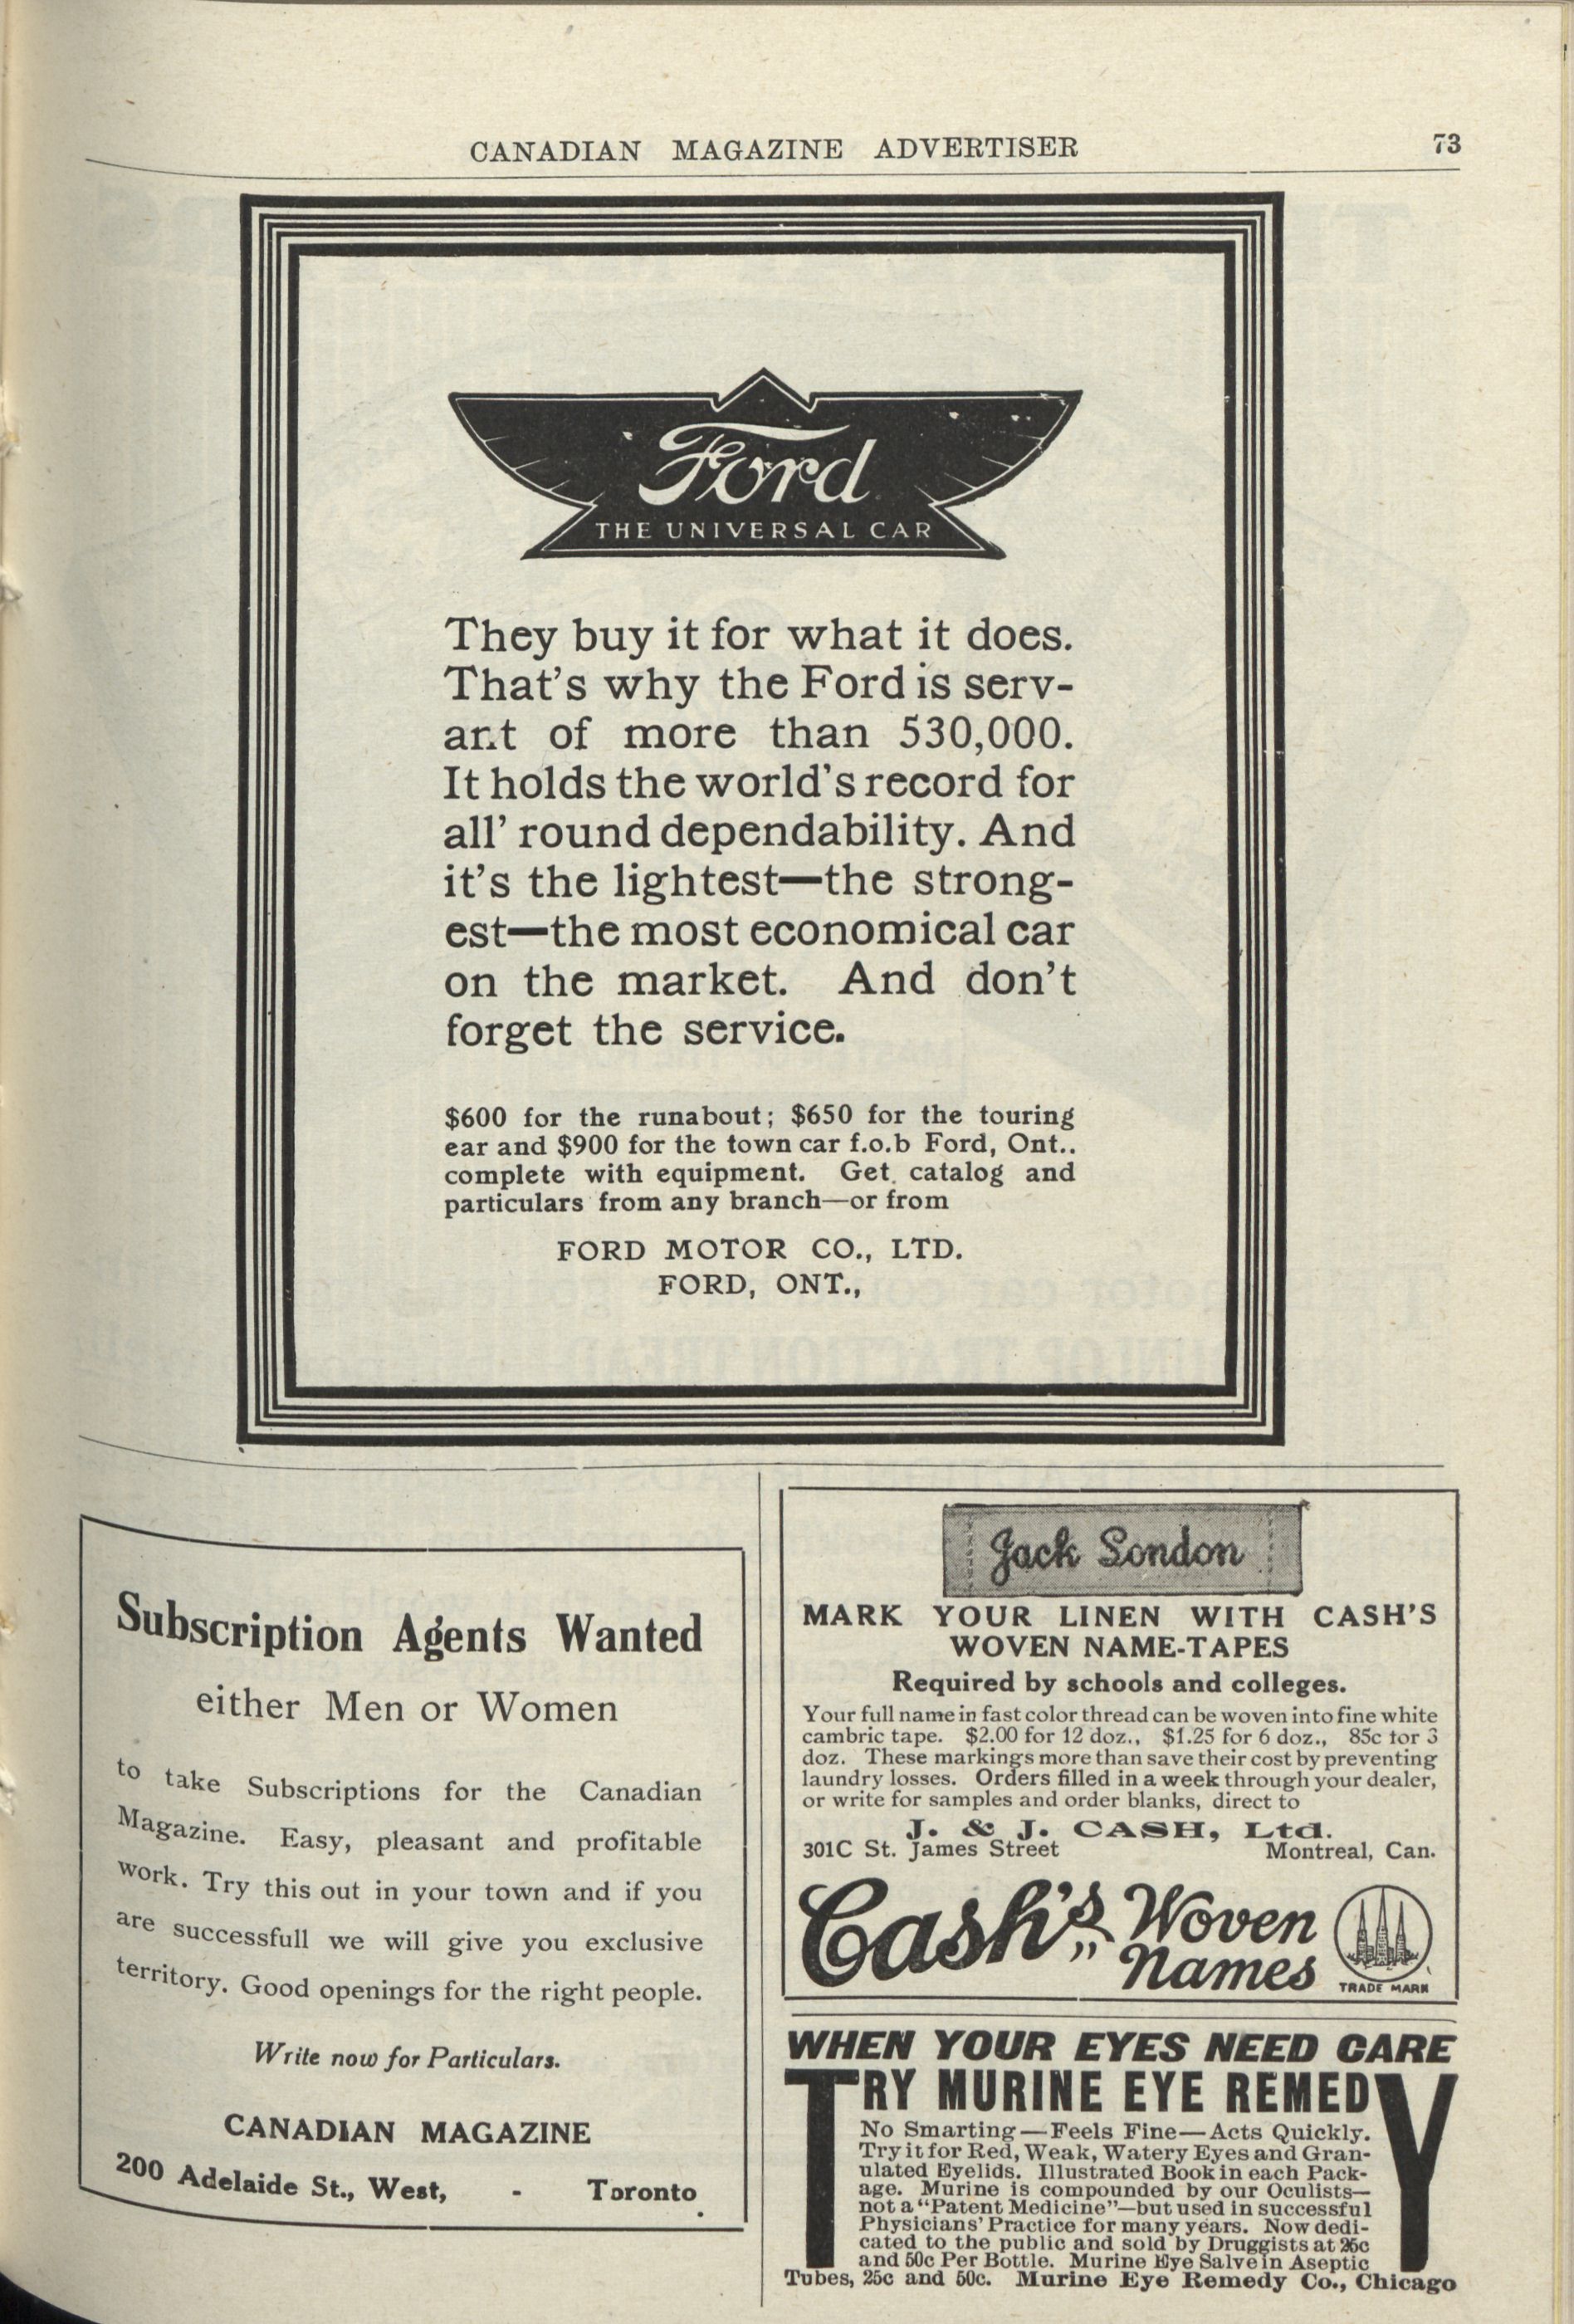 CANADIAN MAGAZINE ADVERTISER 73
Ford
THE UNIVERSAL CAR
They buy it for what it does.
That's why the Ford is serv-
ant of more than 530,000.
It holds the world's record for
all' round dependability. And
it's the lightest—the strong-
est—the most economical car
on the market. And don't
forget the service.
$600 for the runabout; $650 for the touring
ear and $900 for the town car f.o.b Ford, Ont..
complete with equipment. Get. catalog and
particulars from any branch—or from
FORD MOTOR CO., LTD.
FORD, ONT.,
Subscription Agents Wanted
either Men or Women
to take Subscriptions for the Canadian
Magazine. Easy, pleasant and profitable
work. Try this out in your town and if you
are successfull we will give you exclusive
territory. Good openings for the right people.
Write now for Particulars.
CANADIAN MAGAZINE
200 Adelaide St., West, - Toronto
Jack London
MARK YOUR LINEN WITH CASH'S
WOVEN NAME-TAPES
Required by schools and colleges.
Your full name in fast color thread can be woven into fine white
cambric tape. $2.00 for 12 doz., $1.25 for 6 doz., 85c for 3
doz. These markings more than save their cost by preventing
laundry losses. Orders filled in a week through your dealer,
or write for samples and order blanks, direct to
J. & J. CASH, Ltd.
301C St. James Street Montreal, Can.
Cash's Woven
Names
TRADE MARK
WHEN YOUR EYES NEED CARE
TRY MURINE EYE REMEDY
No Smarting—Feels Fine—Acts Quickly.
Try it for Red, Weak, Watery Eyes and Gran-
ulated Eyelids. Illustrated Book in each Pack-
age. Murine is compounded by our Oculists—
not a "Patent Medicine"—but used in successful
Physicians' Practice for many years. Now dedi-
cated to the public and sold by Druggists at 25c
and 50c Per Bottle. Murine Eye Salve in Aseptic
Tubes, 25c and 50c. Murine Eye Remedy Co., Chicago